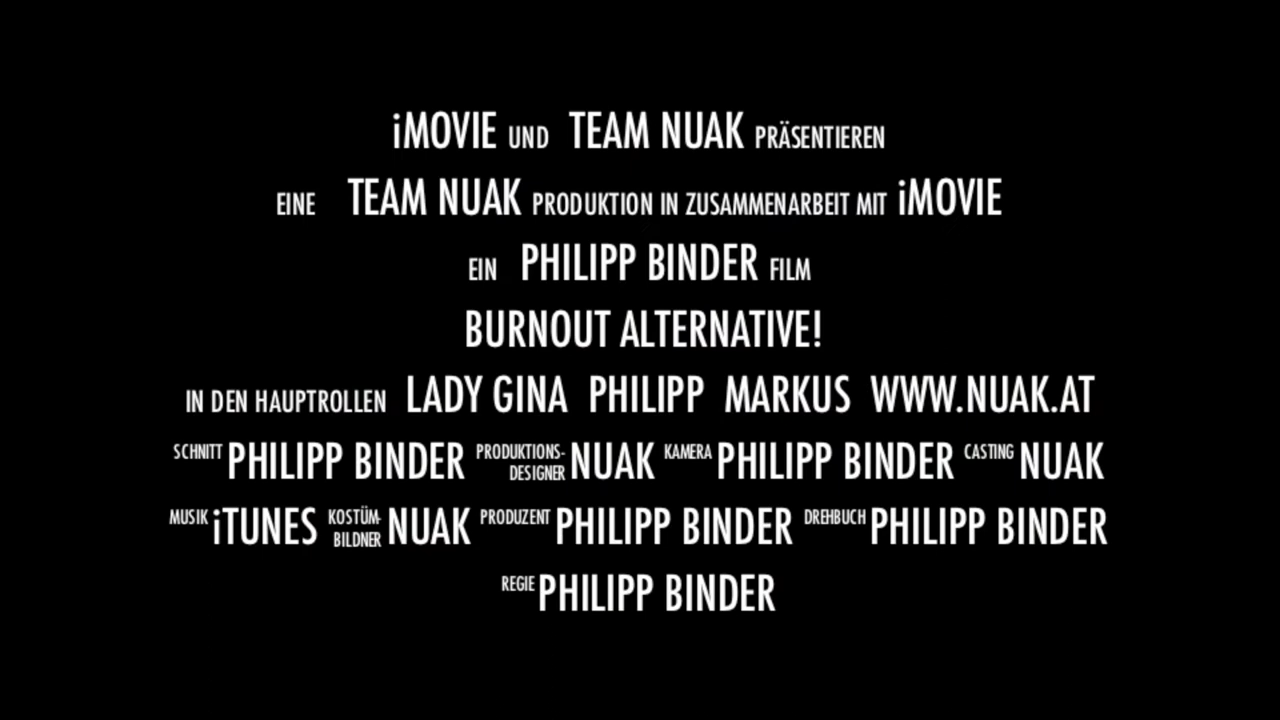 iMOVIE UND TEAM NUAK PRÄSENTIEREN
EINE TEAM NUAK PRODUKTION IN ZUSAMMENARBEIT MIT iMOVIE
EIN PHILIPP BINDER FILM
BURNOUT ALTERNATIVE!
IN DEN HAUPTROLLEN LADY GINA PHILIPP MARKUS WWW.NUAK.AT
SCHNITT PHILIPP BINDER PRODUKTIONS-DESIGNER NUAK KAMERA PHILIPP BINDER CASTING NUAK
MUSIK iTUNES KOSTÜM-BILDNER NUAK PRODUZENT PHILIPP BINDER DREHBUCH PHILIPP BINDER
REGIE PHILIPP BINDER